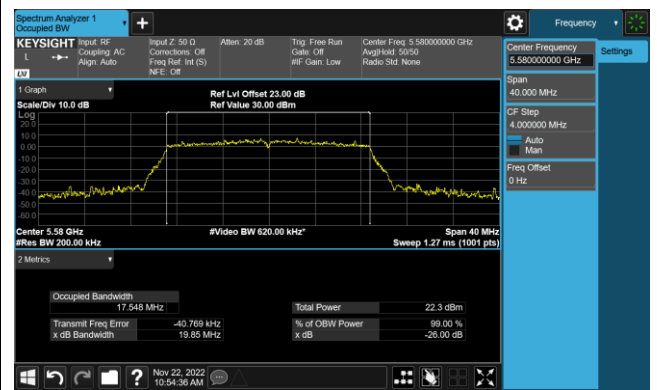 Spectrum Analyzer 1
Occupied BW
Frequency
KEYSIGHT
L
LXI
Input: RF
Coupling: AC
Align: Auto
Input Z: 50 Ω
Corrections: Off
Freq Ref: Int (S)
NFE: Off
Atten: 20 dB
Trig: Free Run
Gate: Off
#IF Gain: Low
Center Freq: 5.580000000 GHz
Avg|Hold: 50/50
Radio Std: None
Center Frequency
5.580000000 GHz
Settings
Span
40.000 MHz
CF Step
4.000000 MHz
Auto
Man
Freq Offset
0 Hz
1 Graph
Scale/Div 10.0 dB
Ref Lvl Offset 23.00 dB
Ref Value 30.00 dBm
Log
20.0
10.0
0.00
-10.0
-20.0
-30.0
-40.0
-50.0
-60.0
Center 5.58 GHz
#Video BW 620.00 kHz*
Span 40 MHz
#Res BW 200.00 kHz
Sweep 1.27 ms (1001 pts)
2 Metrics
Occupied Bandwidth
17.548 MHz
Total Power
22.3 dBm
Transmit Freq Error
-40.769 kHz
% of OBW Power
99.00 %
x dB Bandwidth
19.85 MHz
x dB
-26.00 dB
?
Nov 22, 2022
10:54:36 AM